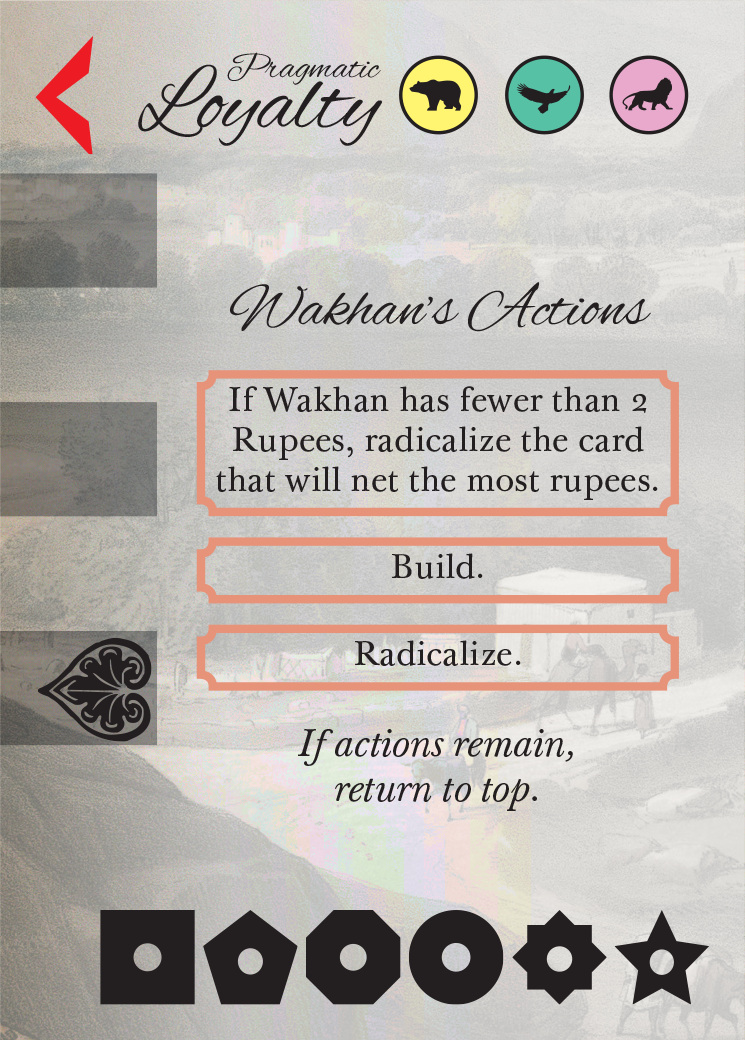 Pragmatic
Loyalty
Wakhan's Actions
If Wakhan has fewer than 2
Rupees, radicalize the card
that will net the most rupees.
Build.
Radicalize.
If actions remain,
return to top.